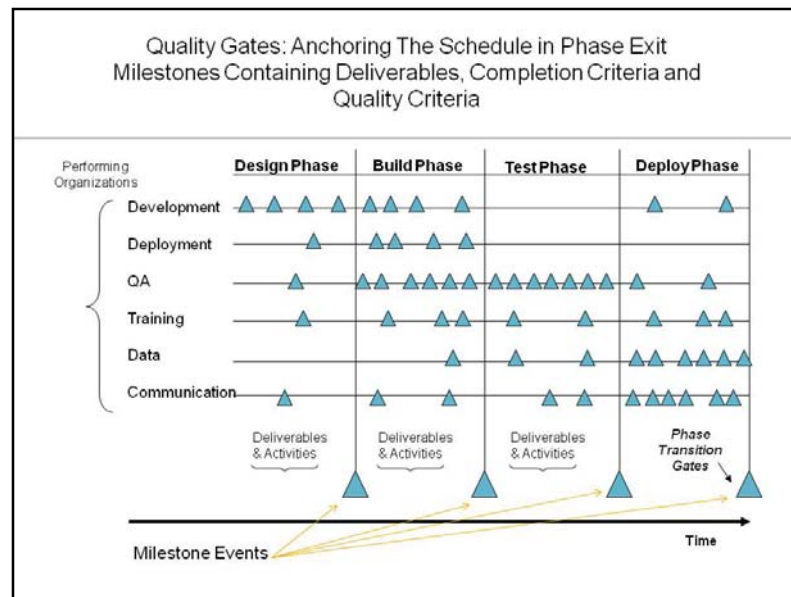 Quality Gates: Anchoring The Schedule in Phase Exit
Milestones Containing Deliverables, Completion Criteria and
Quality Criteria
Performing
Organizations
Design Phase
Build Phase
Test Phase
Deploy Phase
Development
Deployment
QA
Training
Data
Communication
Deliverables
& Activities
Deliverables
& Activities
Deliverables
& Activities
Phase
Transition
Gates
Time
Milestone Events